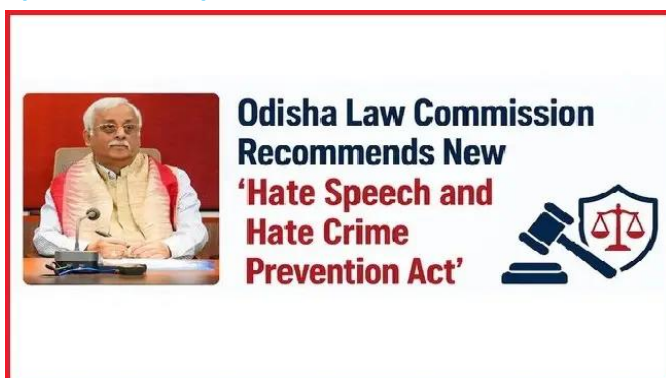 Odisha Law Commission
Recommends New
‘Hate Speech and
Hate Crime
Prevention Act’